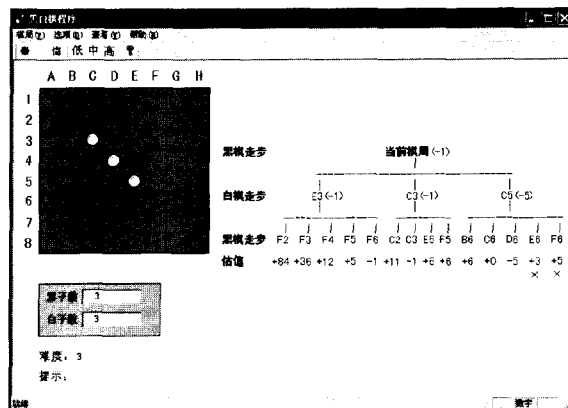 黑白棋程序
棋局(Y) 选项(Q) 查看(V) 帮助(H)
低 中 高
A B C D E F G H
1
2
3
4
5
6
7
8
黑棋走步 当前棋局(-1)
白棋走步 E3(-1) C3(-1) C5(-5)
黑棋走步 F2 F3 F4 F5 F6 C2 C3 E6 F5 B6 C6 D6 E6 F6
估值 +84 +36 +12 +5 -1 +11 -1 +6 +6 +6 +0 -5 +3 +5
× ×
黑子数 3
白子数 3
难度: 3
提示:
就绪 数字